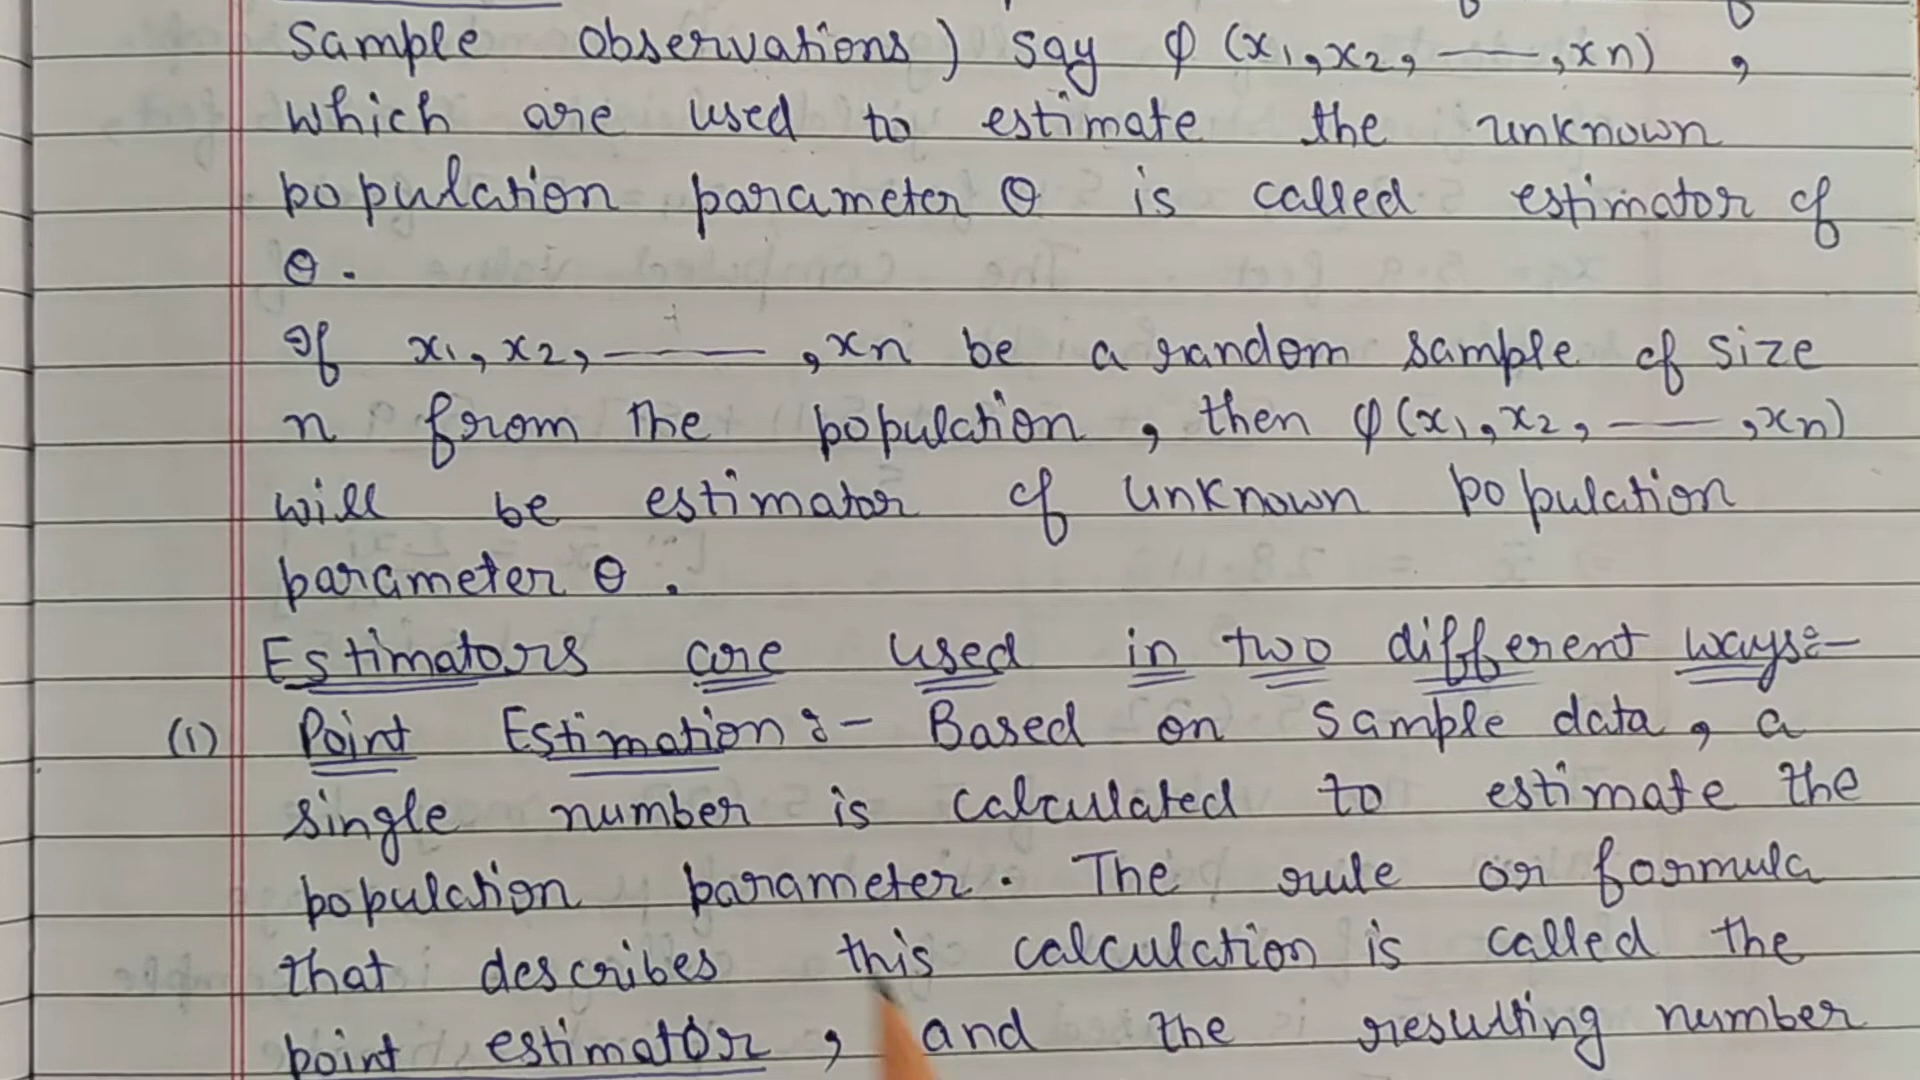 Sample observations) say φ (x1, x2, ——, xn) ,
which are used to estimate the unknown
population parameter θ is called estimator of
θ.
If x1, x2, ———, xn be a random sample of size
n from the population, then φ(x1, x2, ——, xn)
will be estimator of unknown population
parameter θ.
Estimators are used in two different ways:-
(1) Point Estimation :- Based on sample data, a
single number is calculated to estimate the
population parameter. The rule or formula
that describes this calculation is called the
point estimator, and the resulting number